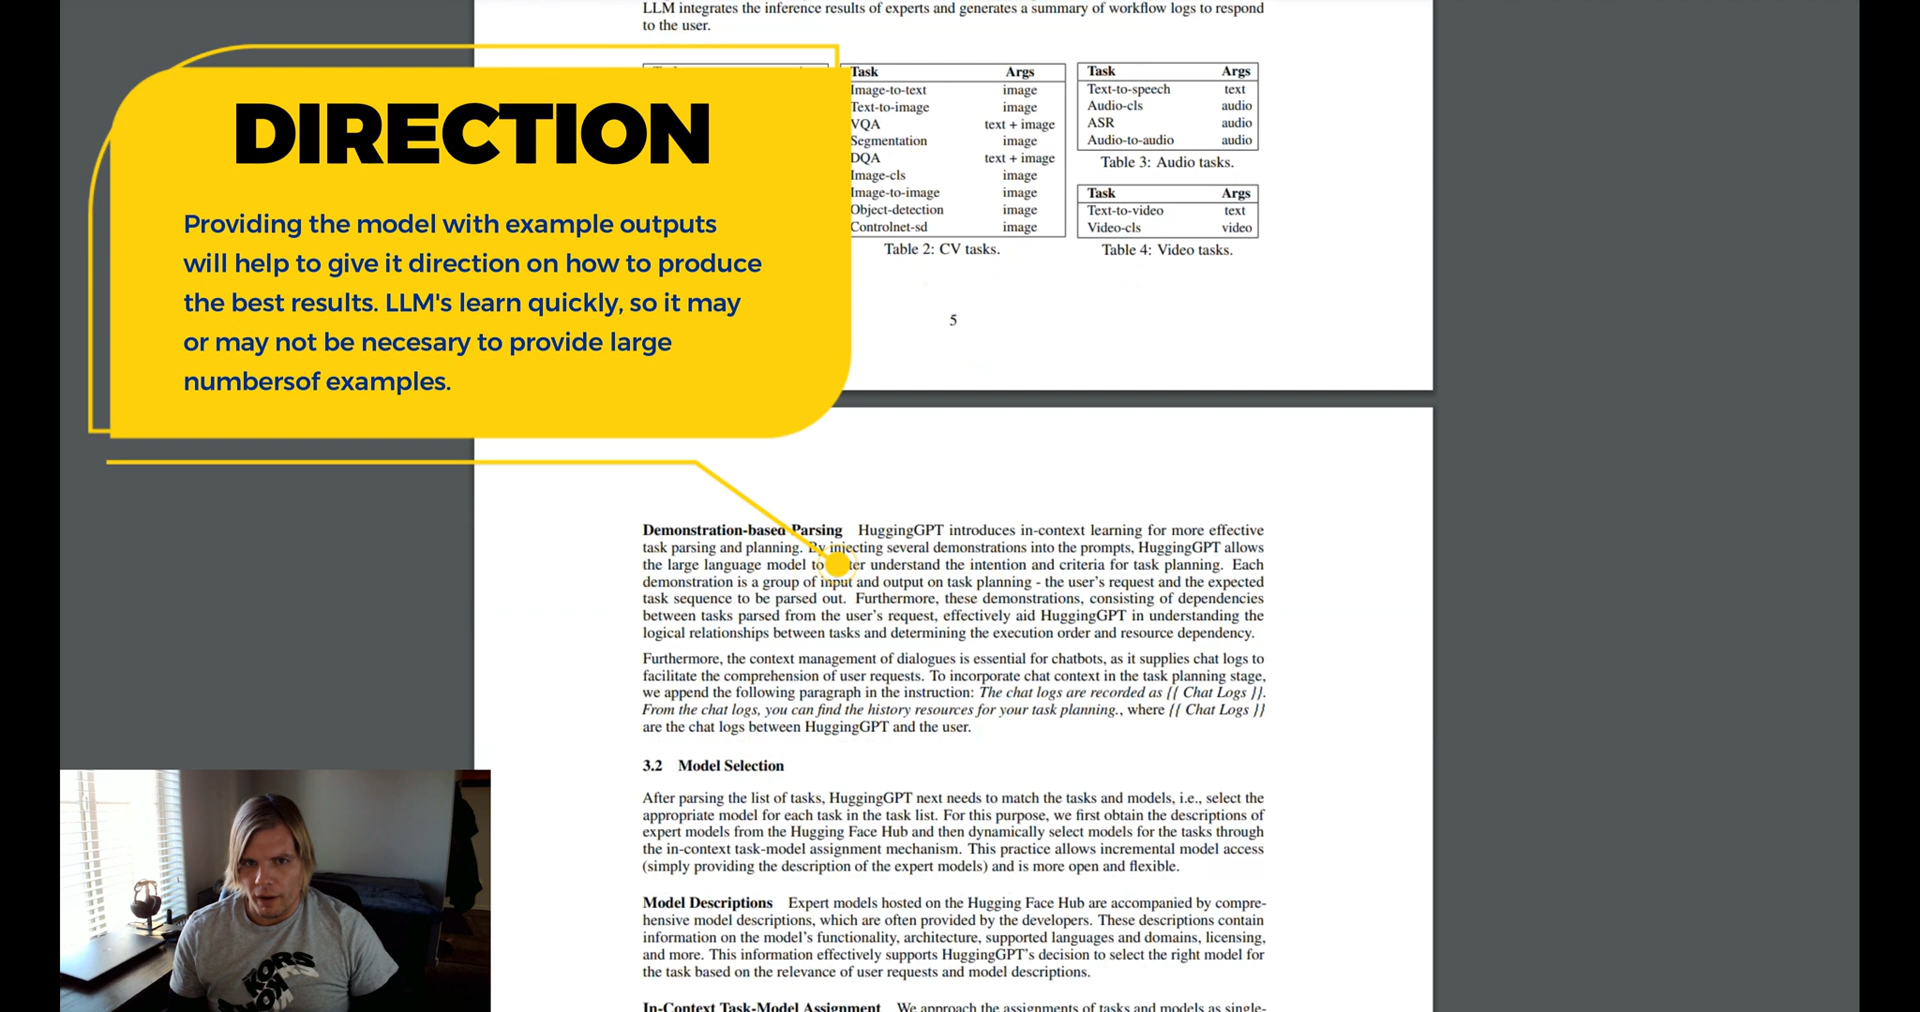 LLM integrates the inference results of experts and generates a summary of workflow logs to respond
to the user.
DIRECTION
Providing the model with example outputs
will help to give it direction on how to produce
the best results. LLM's learn quickly, so it may
or may not be necesary to provide large
numbersof examples.
Task Args
Image-to-text image
Text-to-image image
VQA text + image
Segmentation image
DQA text + image
Image-cls image
Image-to-image image
Object-detection image
Controlnet-sd image
Table 2: CV tasks.
Task Args
Text-to-speech text
Audio-cls audio
ASR audio
Audio-to-audio audio
Table 3: Audio tasks.
Task Args
Text-to-video text
Video-cls video
Table 4: Video tasks.
5
Demonstration-based Parsing HuggingGPT introduces in-context learning for more effective
task parsing and planning. By injecting several demonstrations into the prompts, HuggingGPT allows
the large language model to understand the intention and criteria for task planning. Each
demonstration is a group of input and output on task planning - the user's request and the expected
task sequence to be parsed out. Furthermore, these demonstrations, consisting of dependencies
between tasks parsed from the user's request, effectively aid HuggingGPT in understanding the
logical relationships between tasks and determining the execution order and resource dependency.
Furthermore, the context management of dialogues is essential for chatbots, as it supplies chat logs to
facilitate the comprehension of user requests. To incorporate chat context in the task planning stage,
we append the following paragraph in the instruction: The chat logs are recorded as {{ Chat Logs }}.
From the chat logs, you can find the history resources for your task planning., where {{ Chat Logs }}
are the chat logs between HuggingGPT and the user.
3.2 Model Selection
After parsing the list of tasks, HuggingGPT next needs to match the tasks and models, i.e., select the
appropriate model for each task in the task list. For this purpose, we first obtain the descriptions of
expert models from the Hugging Face Hub and then dynamically select models for the tasks through
the in-context task-model assignment mechanism. This practice allows incremental model access
(simply providing the description of the expert models) and is more open and flexible.
Model Descriptions Expert models hosted on the Hugging Face Hub are accompanied by compre-
hensive model descriptions, which are often provided by the developers. These descriptions contain
information on the model's functionality, architecture, supported languages and domains, licensing,
and more. This information effectively supports HuggingGPT's decision to select the right model for
the task based on the relevance of user requests and model descriptions.
In-Context Task-Model Assignment We approach the assignments of tasks and models as single-
KORS